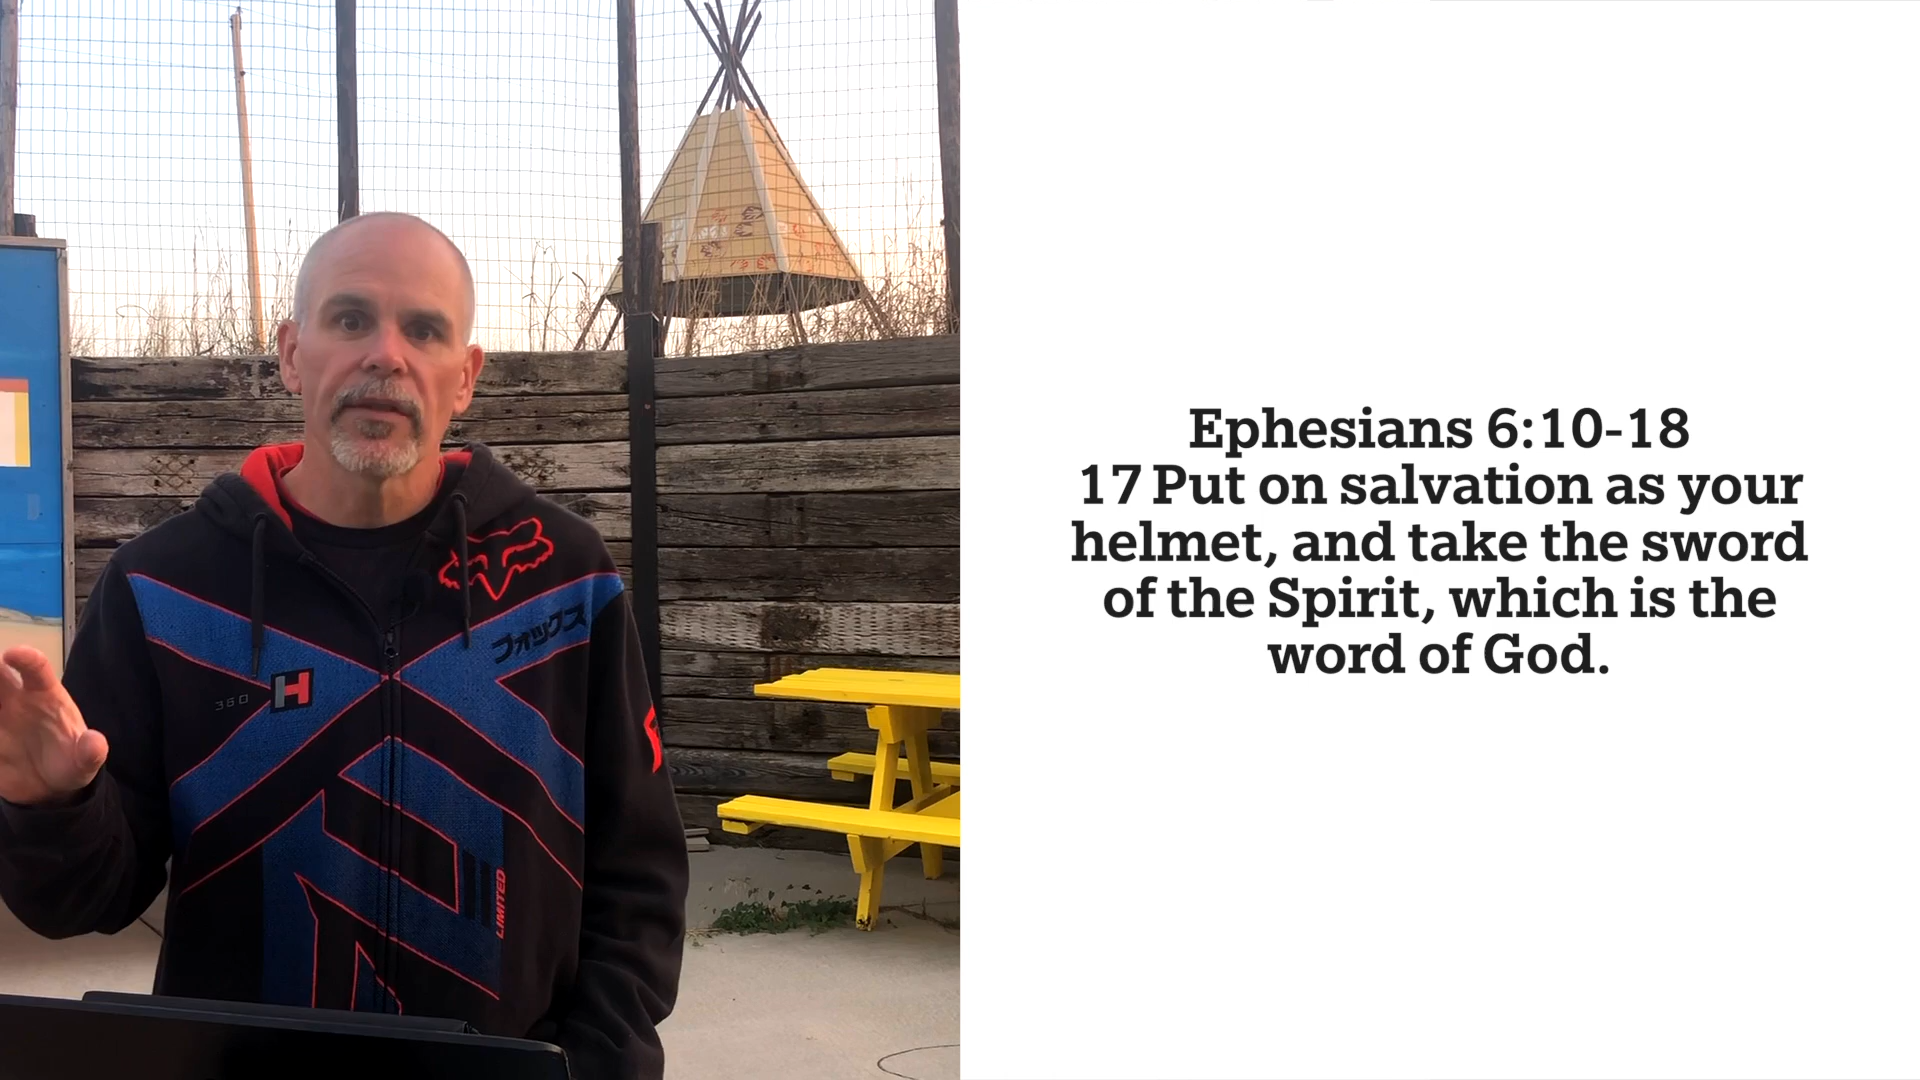 フォックス
360
H
LIMITED
Ephesians 6:10-18
17 Put on salvation as your
helmet, and take the sword
of the Spirit, which is the
word of God.